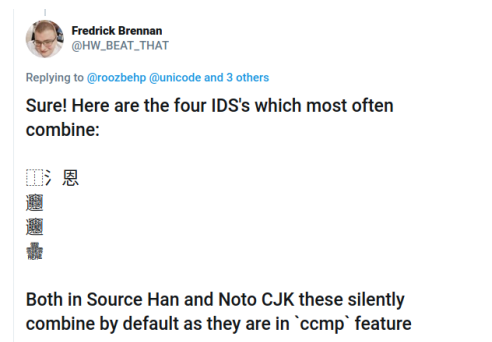 Fredrick Brennan
@HW_BEAT_THAT
Replying to @roozbehp @unicode and 3 others
Sure! Here are the four IDS's which most often
combine:
⿰氵恩
Both in Source Han and Noto CJK these silently
combine by default as they are in `ccmp` feature